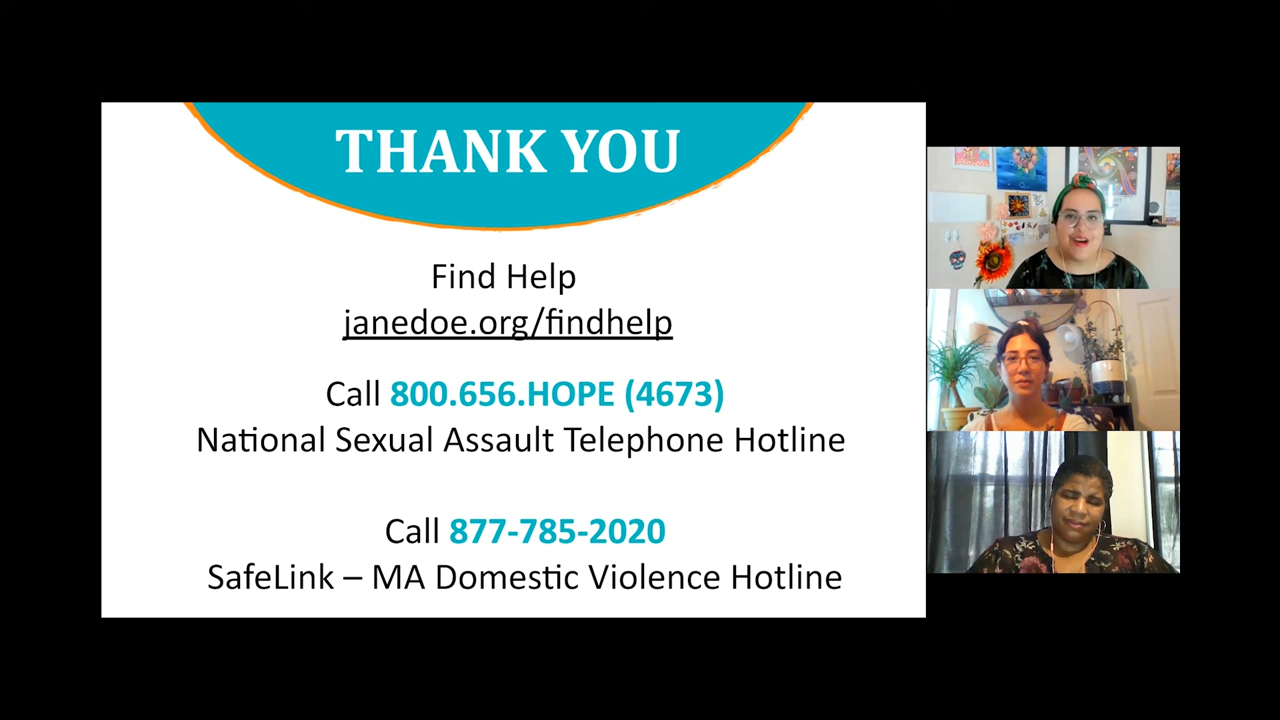 THANK YOU
Find Help
janedoe.org/findhelp
Call 800.656.HOPE (4673)
National Sexual Assault Telephone Hotline
Call 877-785-2020
SafeLink – MA Domestic Violence Hotline